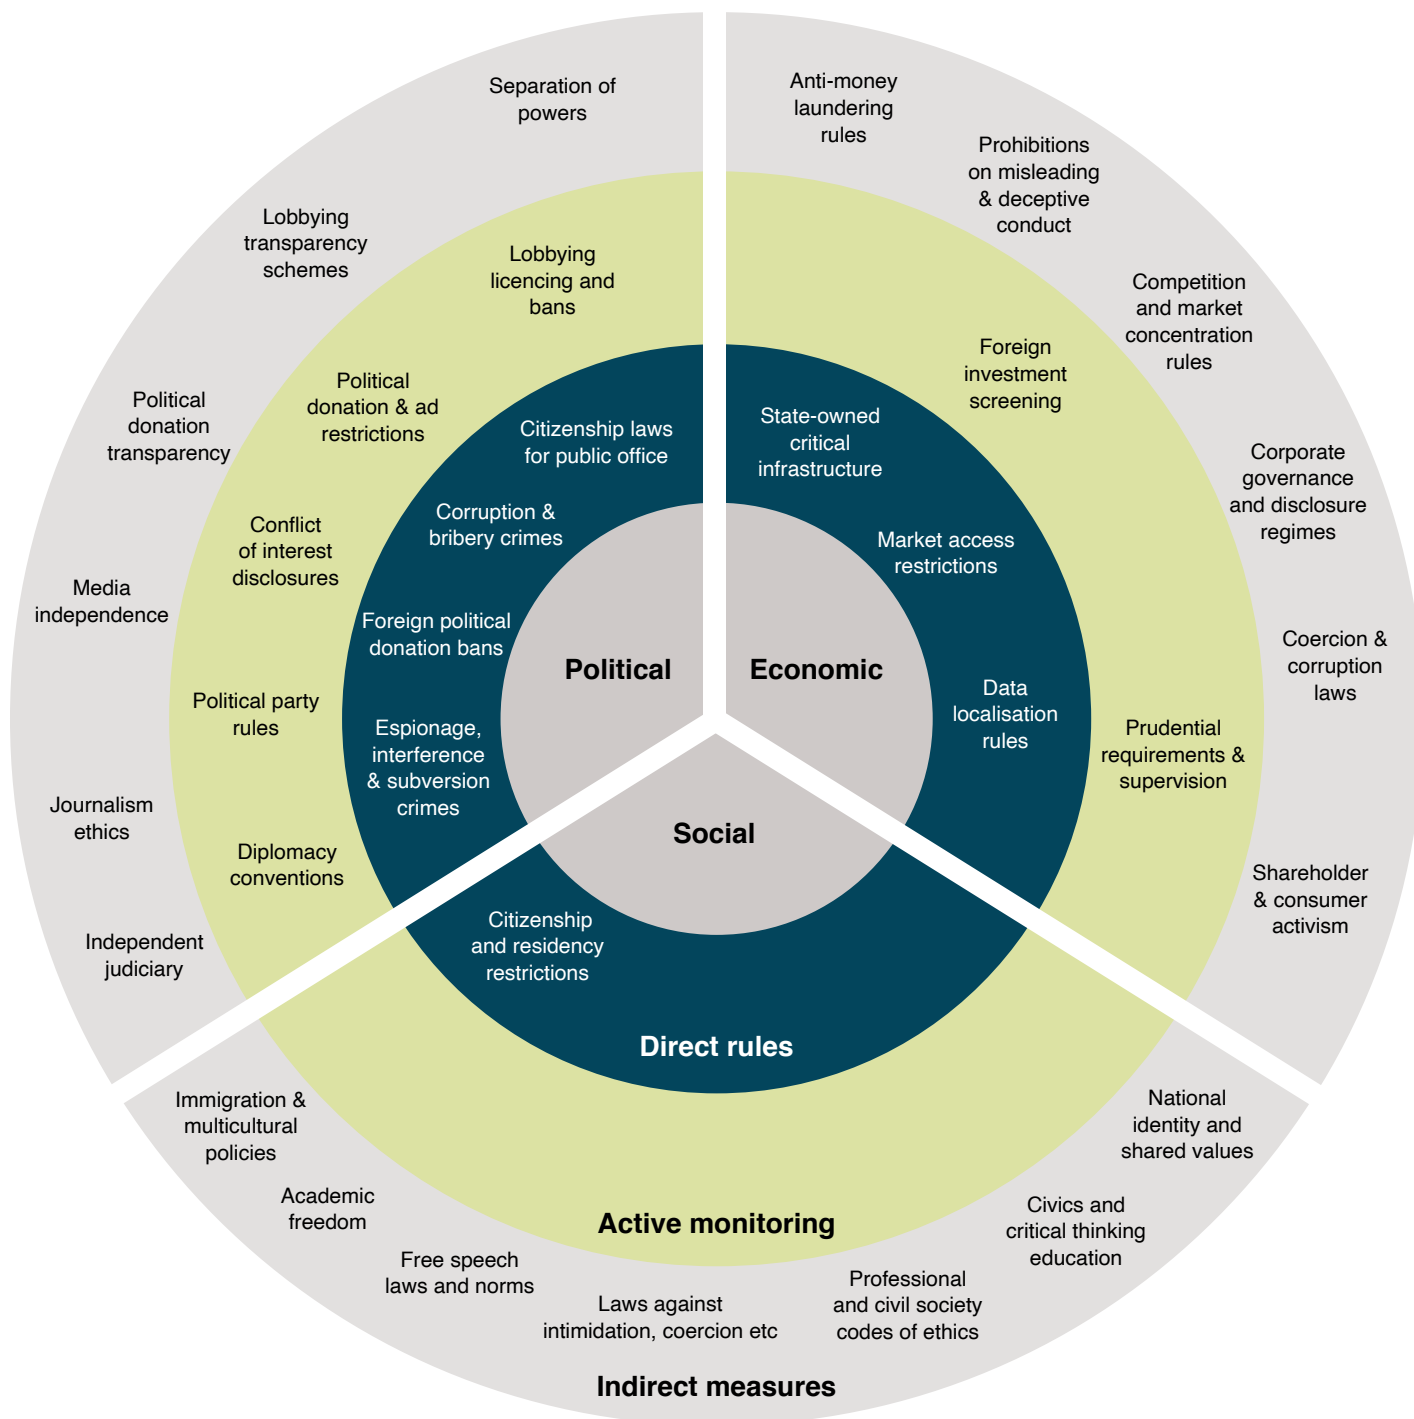 Separation of
powers
Lobbying
transparency
schemes
Political
donation
transparency
Media
independence
Journalism
ethics
Independent
judiciary
Lobbying
licencing and
bans
Political
donation & ad
restrictions
Conflict
of interest
disclosures
Political party
rules
Diplomacy
conventions
Citizenship laws
for public office
Corruption &
bribery crimes
Foreign political
donation bans
Espionage,
interference
& subversion
crimes
Political
Anti-money
laundering
rules
Prohibitions
on misleading
& deceptive
conduct
Competition
and market
concentration
rules
Corporate
governance
and disclosure
regimes
Coercion &
corruption
laws
Shareholder
& consumer
activism
Foreign
investment
screening
Prudential
requirements &
supervision
State-owned
critical
infrastructure
Market access
restrictions
Data
localisation
rules
Economic
Social
Citizenship
and residency
restrictions
Direct rules
Active monitoring
Immigration &
multicultural
policies
Academic
freedom
Free speech
laws and norms
Laws against
intimidation, coercion etc
Professional
and civil society
codes of ethics
Civics and
critical thinking
education
National
identity and
shared values
Indirect measures